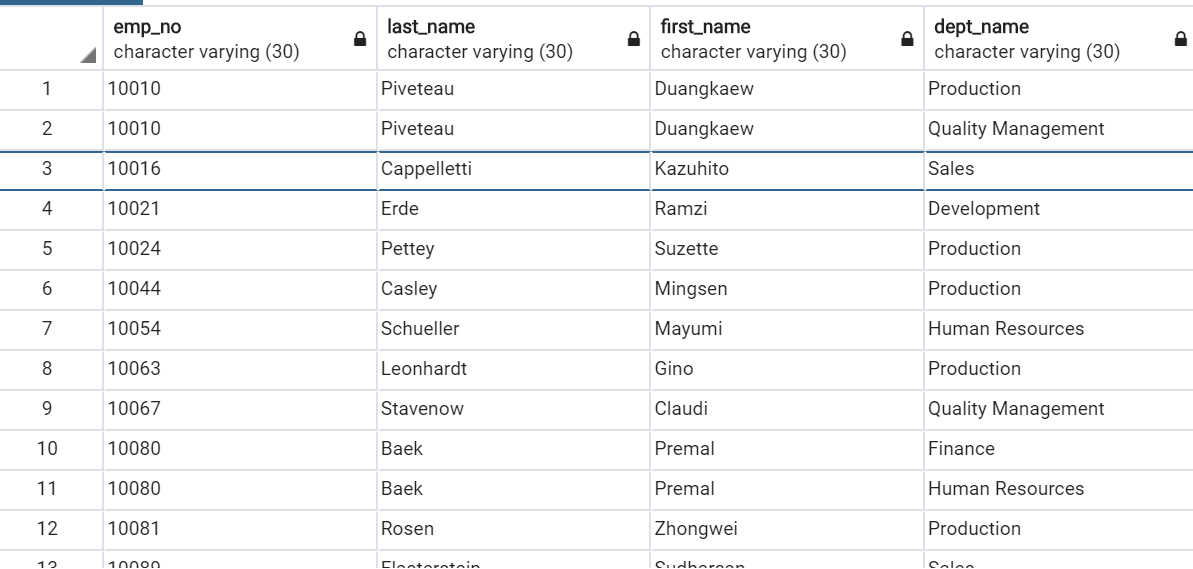 emp_no last_name first_name dept_name
character varying (30) character varying (30) character varying (30) character varying (30)
1 10010 Piveteau Duangkaew Production
2 10010 Piveteau Duangkaew Quality Management
3 10016 Cappelletti Kazuhito Sales
4 10021 Erde Ramzi Development
5 10024 Pettey Suzette Production
6 10044 Casley Mingsen Production
7 10054 Schueller Mayumi Human Resources
8 10063 Leonhardt Gino Production
9 10067 Stavenow Claudi Quality Management
10 10080 Baek Premal Finance
11 10080 Baek Premal Human Resources
12 10081 Rosen Zhongwei Production
13 10089 Sales